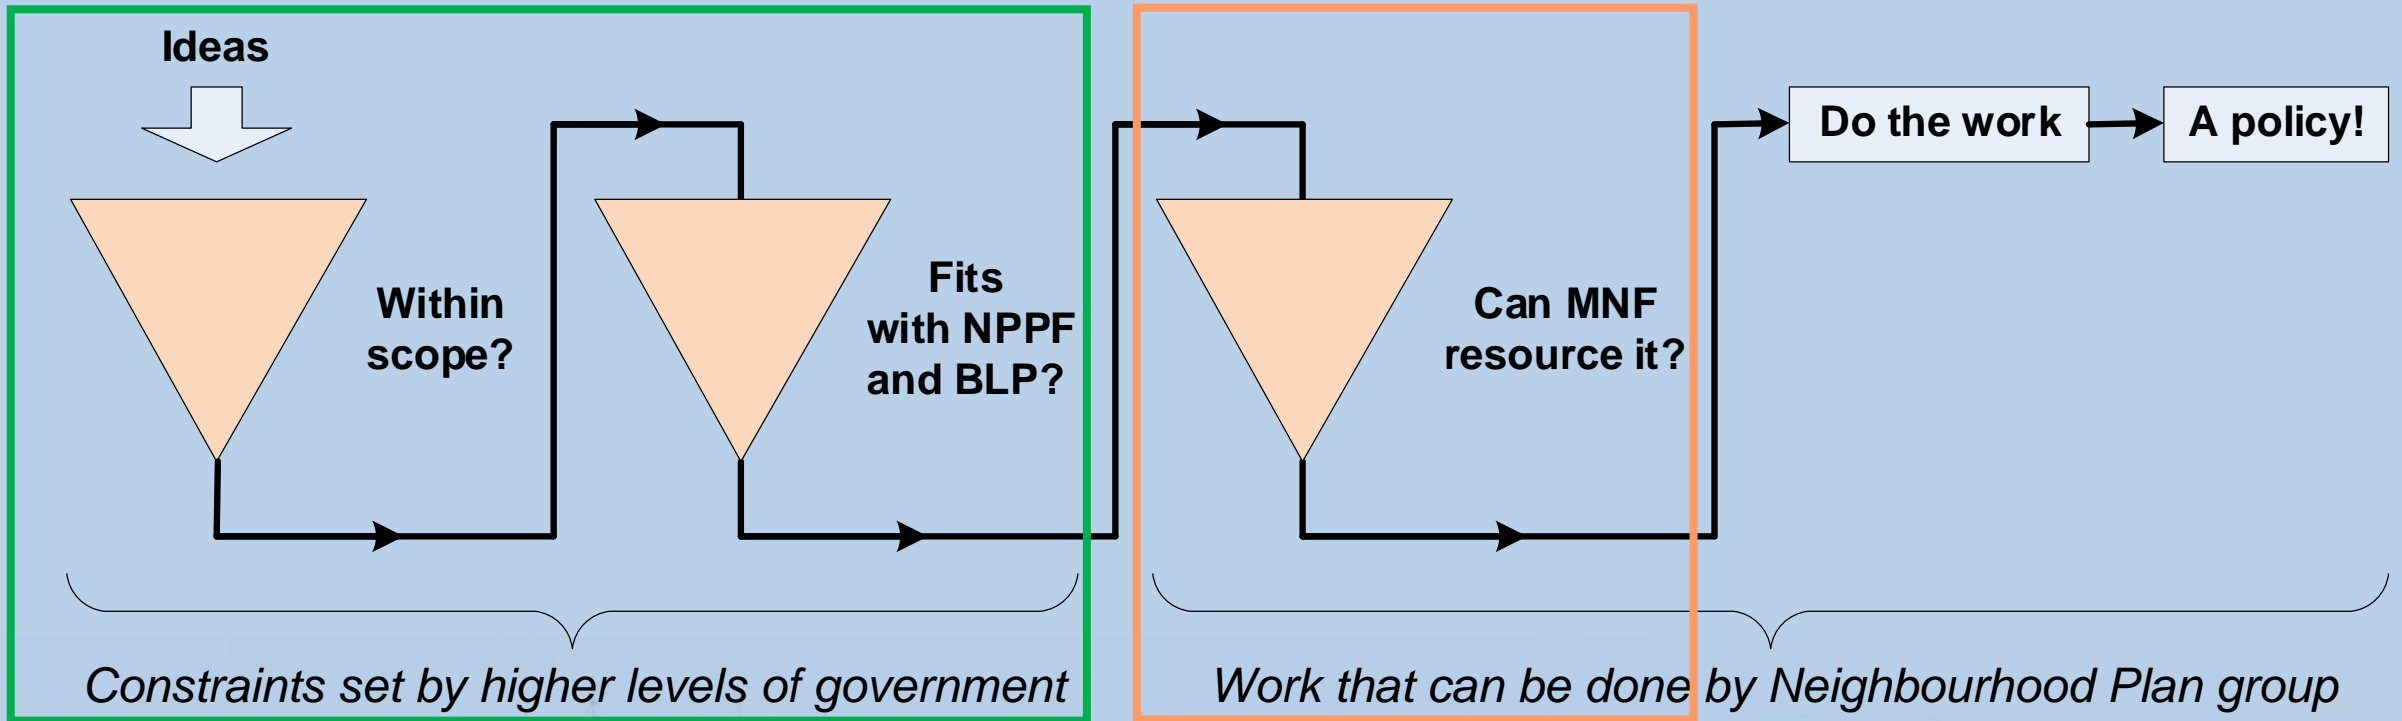 Ideas
Within
scope?
Fits
with NPPF
and BLP?
Can MNF
resource it?
Do the work
A policy!
Constraints set by higher levels of government
Work that can be done by Neighbourhood Plan group